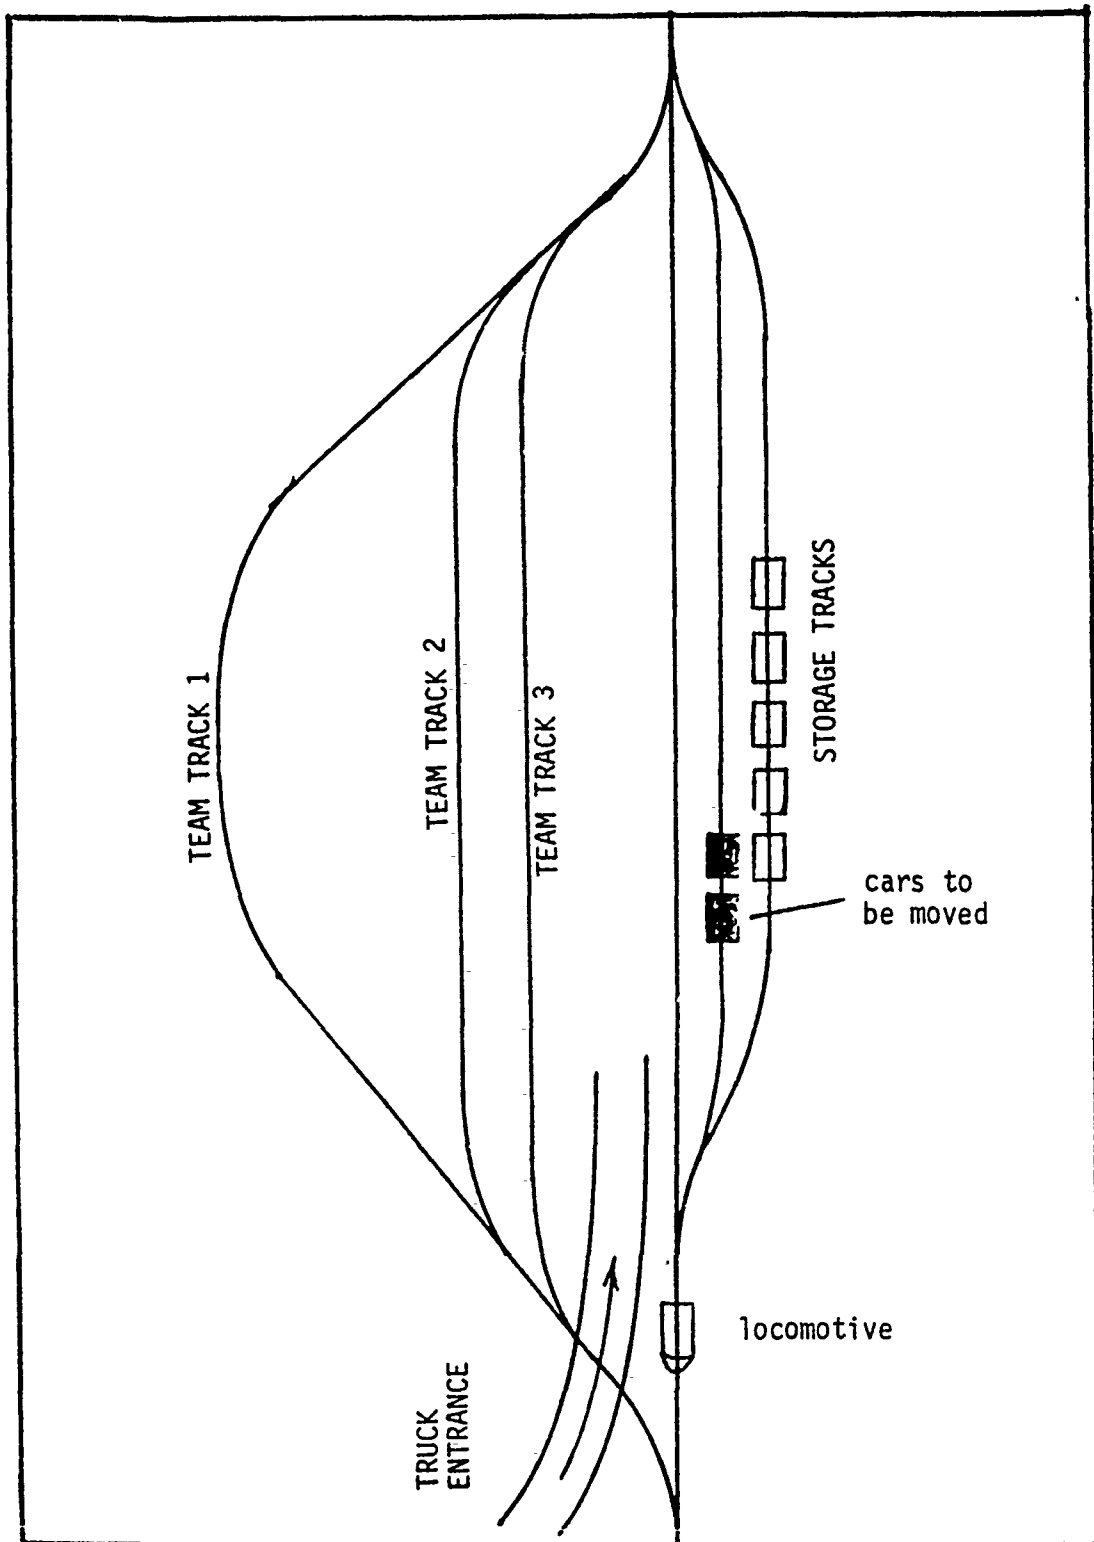 TEAM TRACK 1
TEAM TRACK 2
TEAM TRACK 3
STORAGE TRACKS
cars to
be moved
locomotive
TRUCK
ENTRANCE